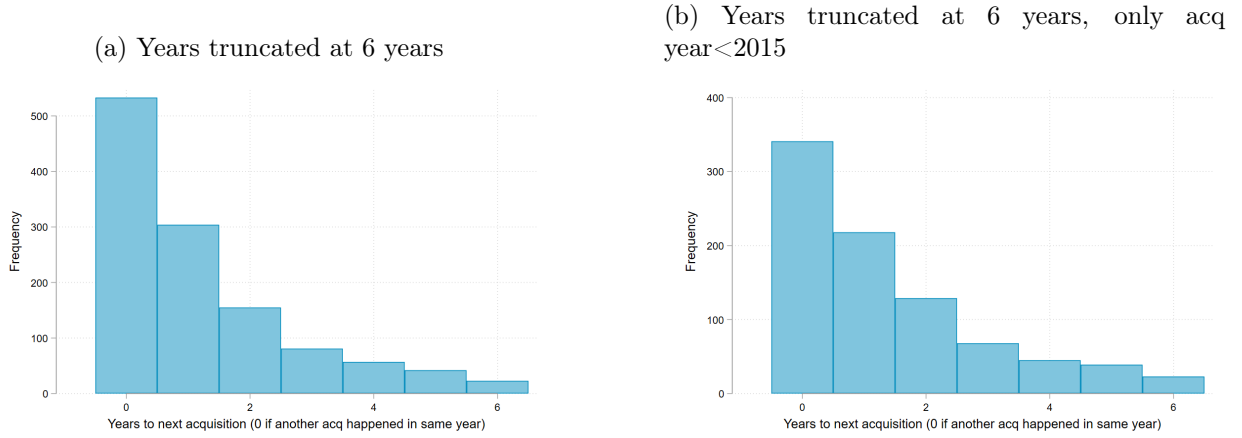 (a) Years truncated at 6 years
500
400
300
200
100
0
Frequency
0 2 4 6
Years to next acquisition (0 if another acq happened in same year)
(b) Years truncated at 6 years, only acq
year<2015
400
300
200
100
0
Frequency
0 2 4 6
Years to next acquisition (0 if another acq happened in same year)